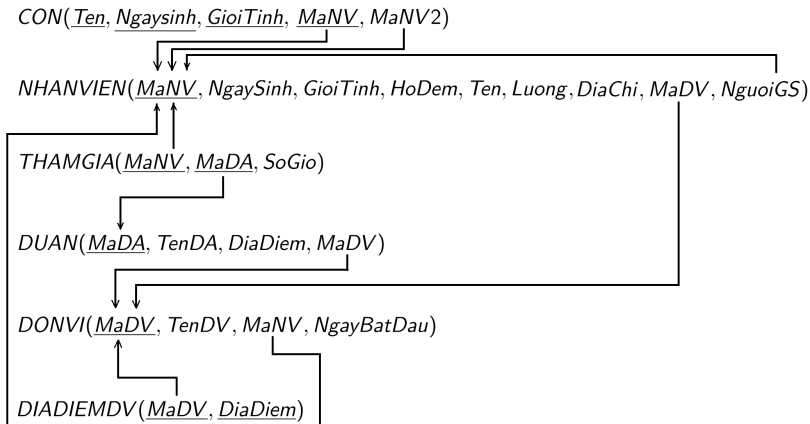 CON(Ten, Ngaysinh, GioiTinh, MaNV, MaNV2)
NHANVIEN(MaNV, NgaySinh, GioiTinh, HoDem, Ten, Luong, DiaChi, MaDV, NguoiGS)
THAMGIA(MaNV, MaDA, SoGio)
DUAN(MaDA, TenDA, DiaDiem, MaDV)
DONVI(MaDV, TenDV, MaNV, NgayBatDau)
DIADIEMDV(MaDV, DiaDiem)